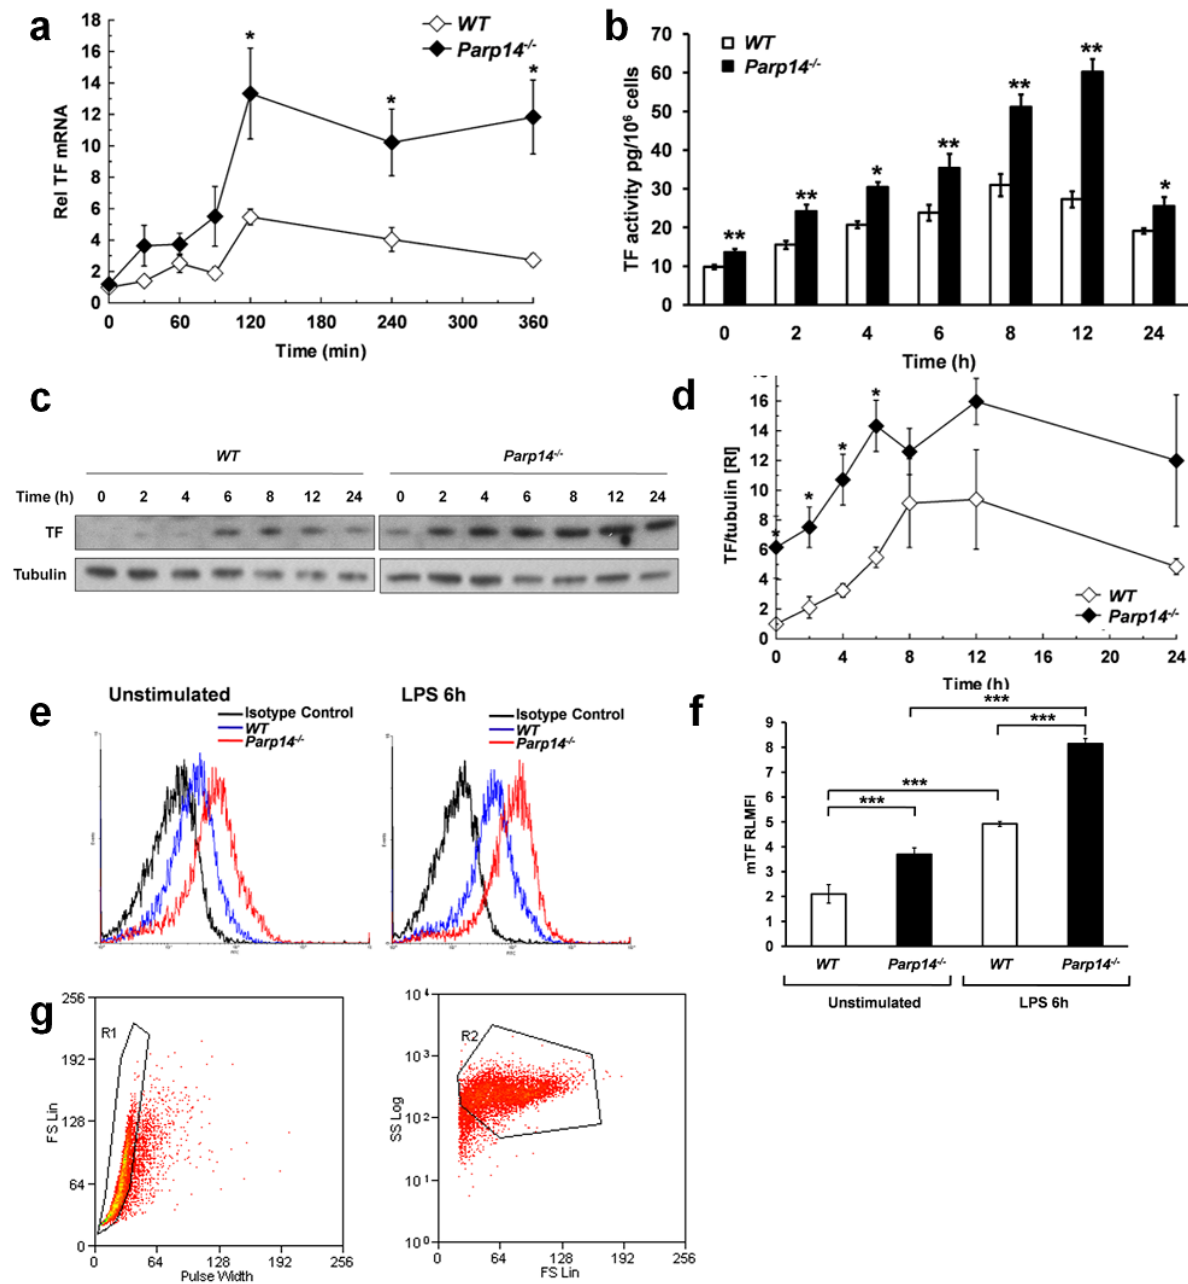 a
18
16
14
12
10
8
6
4
2
0
Rel TF mRNA
WT
Parp14-/-
*
*
*
0 60 120 180 240 300 360
Time (min)
b
70
60
50
40
30
20
10
0
TF activity pg/10⁶ cells
WT
Parp14-/-
** ** * ** ** ** *
0 2 4 6 8 12 24
Time (h)
c
WT Parp14-/-
Time (h) 0 2 4 6 8 12 24 0 2 4 6 8 12 24
TF
Tubulin
d
16
14
12
10
8
6
4
2
0
TF/tubulin [RI]
* * * *
WT
Parp14-/-
0 4 8 12 16 20 24
Time (h)
e
Unstimulated
Isotype Control
WT
Parp14-/-
LPS 6h
Isotype Control
WT
Parp14-/-
f
9
8
7
6
5
4
3
2
1
0
mTF RLMFI
***
***
***
***
WT Parp14-/- WT Parp14-/-
Unstimulated LPS 6h
g
256
192
128
64
0
FS Lin
R1
0 64 128 192 256
Pulse Width
10⁴
10³
10²
10¹
10⁰
SS Log
R2
0 64 128 192 256
FS Lin